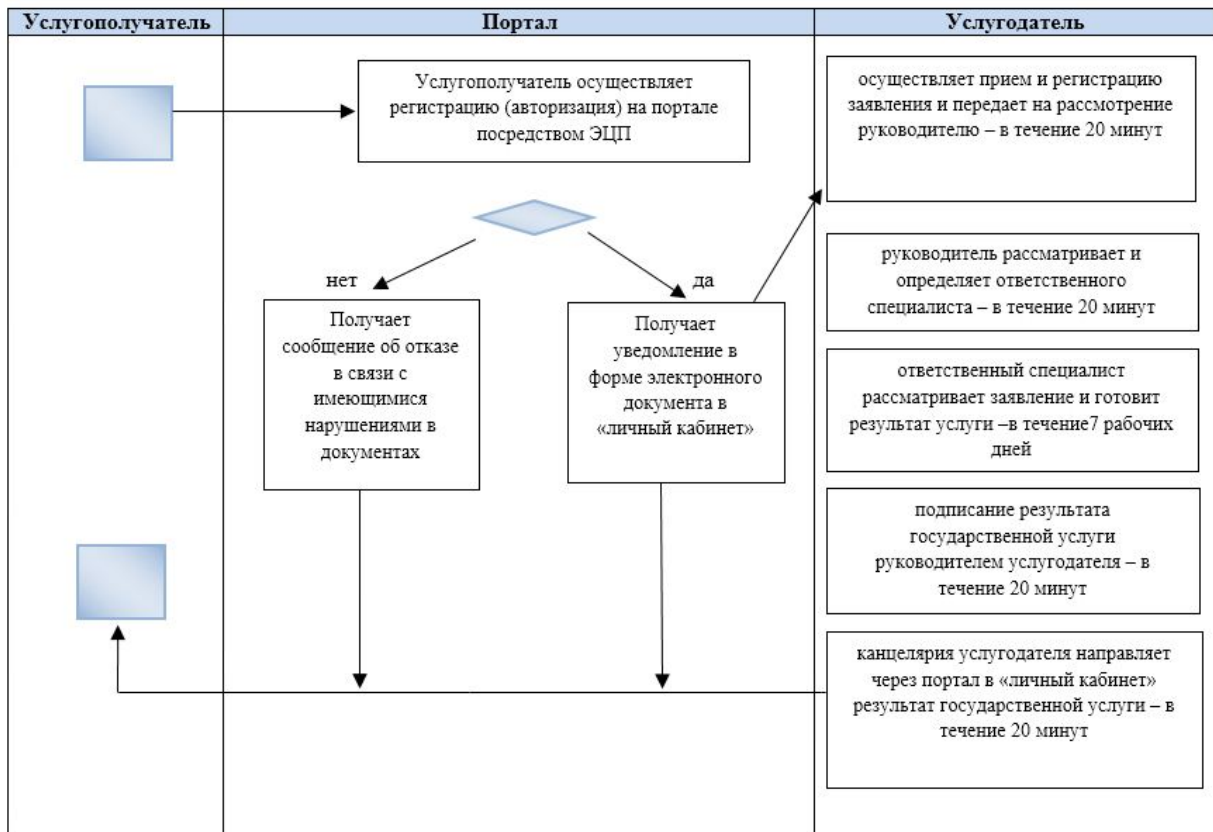 Услугополучатель
Портал
Услугодатель
Услугополучатель осуществляет
регистрацию (авторизация) на портале
посредством ЭЦП
нет
да
Получает
сообщение об отказе
в связи с
имеющимися
нарушениями в
документах
Получает
уведомление в
форме электронного
документа в
«личный кабинет»
осуществляет прием и регистрацию
заявления и передает на рассмотрение
руководителю – в течение 20 минут
руководитель рассматривает и
определяет ответственного
специалиста – в течение 20 минут
ответственный специалист
рассматривает заявление и готовит
результат услуги –в течение7 рабочих
дней
подписание результата
государственной услуги
руководителем услугодателя – в
течение 20 минут
канцелярия услугодателя направляет
через портал в «личный кабинет»
результат государственной услуги – в
течение 20 минут